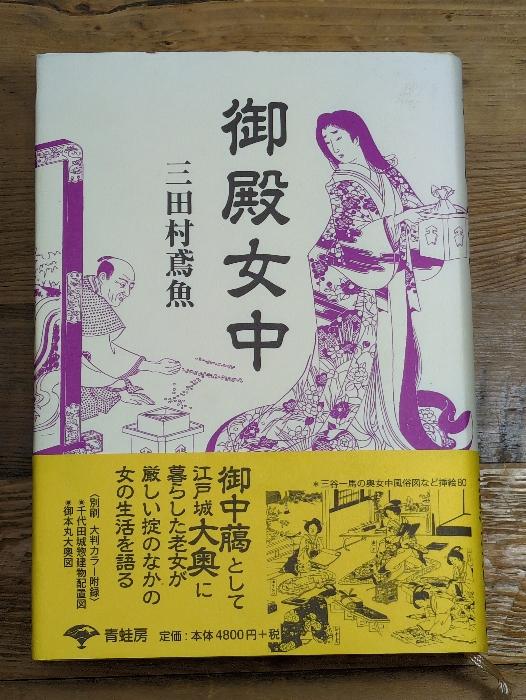 御殿女中
三田村鳶魚
御中﨟として
江戸城大奥に
暮らした老女が
厳しい掟のなかの
女の生活を語る
〈別刷 大判カラー附録〉
*千代田城惣建物配置図
*御本丸大奥図
*三谷一馬の奥女中風俗図など挿絵80
青蛙房
定価:本体4800円+税